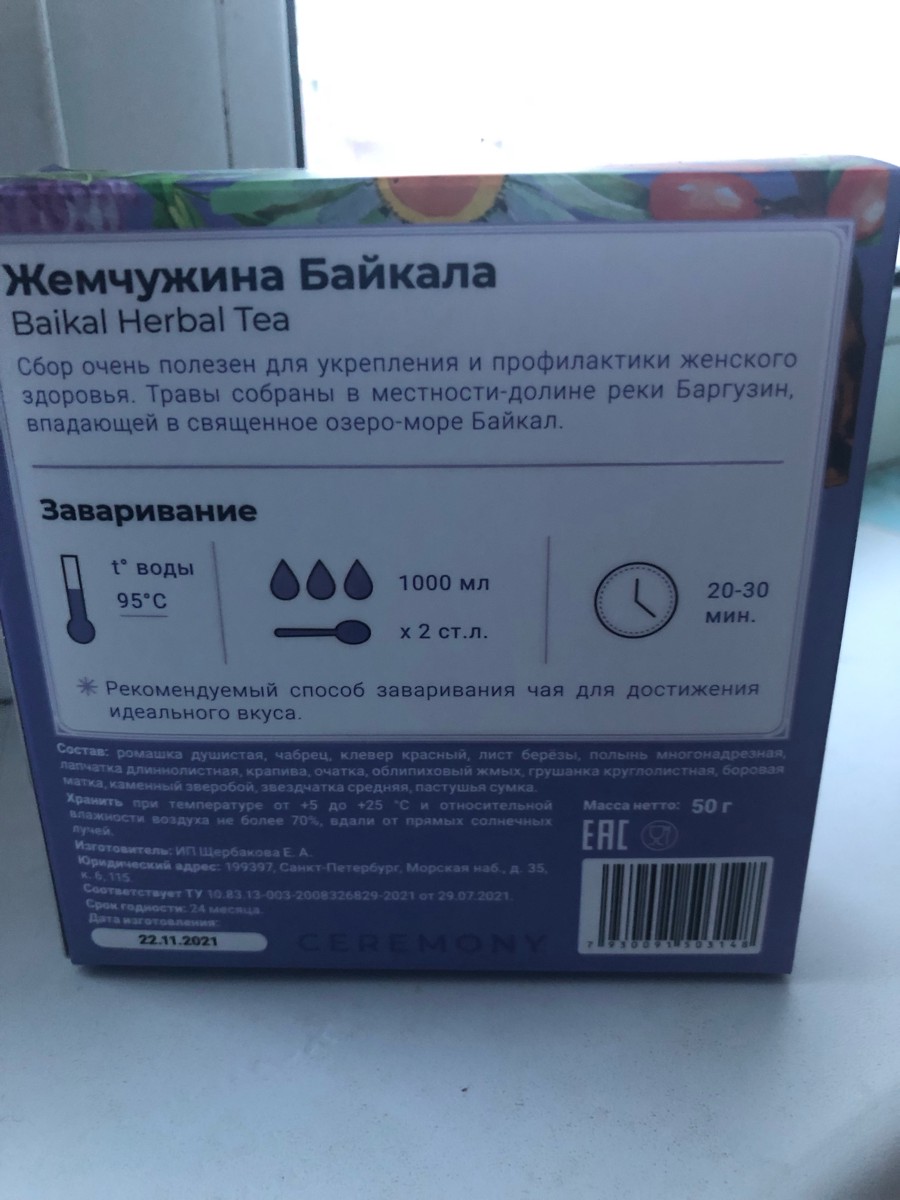 Жемчужина Байкала
Baikal Herbal Tea
Сбор очень полезен для укрепления и профилактики женского
здоровья. Травы собраны в местности-долине реки Баргузин,
впадающей в священное озеро-море Байкал.
Заваривание
t° воды
95°C
1000 мл
x 2 ст.л.
20-30
мин.
* Рекомендуемый способ заваривания чая для достижения
идеального вкуса.
Состав: ромашка душистая, чабрец, клевер красный, лист берёзы, полынь многонадрезная,
лапчатка длиннолистная, крапива, очатка, облипиховый жмых, грушанка круглолистная, боровая
матка, каменный зверобой, звездчатка средняя, пастушья сумка.
Хранить при температуре от +5 до +25 °C и относительной
влажности воздуха не более 70%, вдали от прямых солнечных
лучей.
Изготовитель: ИП Щербакова Е. А.
Юридический адрес: 199397, Санкт-Петербург, Морская наб., д. 35,
к. 6, 115.
Соответствует ТУ 10.83.13-003-2008326829-2021 от 29.07.2021.
Срок годности: 24 месяца.
Дата изготовления:
22.11.2021
CEREMONY
Масса нетто: 50 г
EAC
7 930091 503148